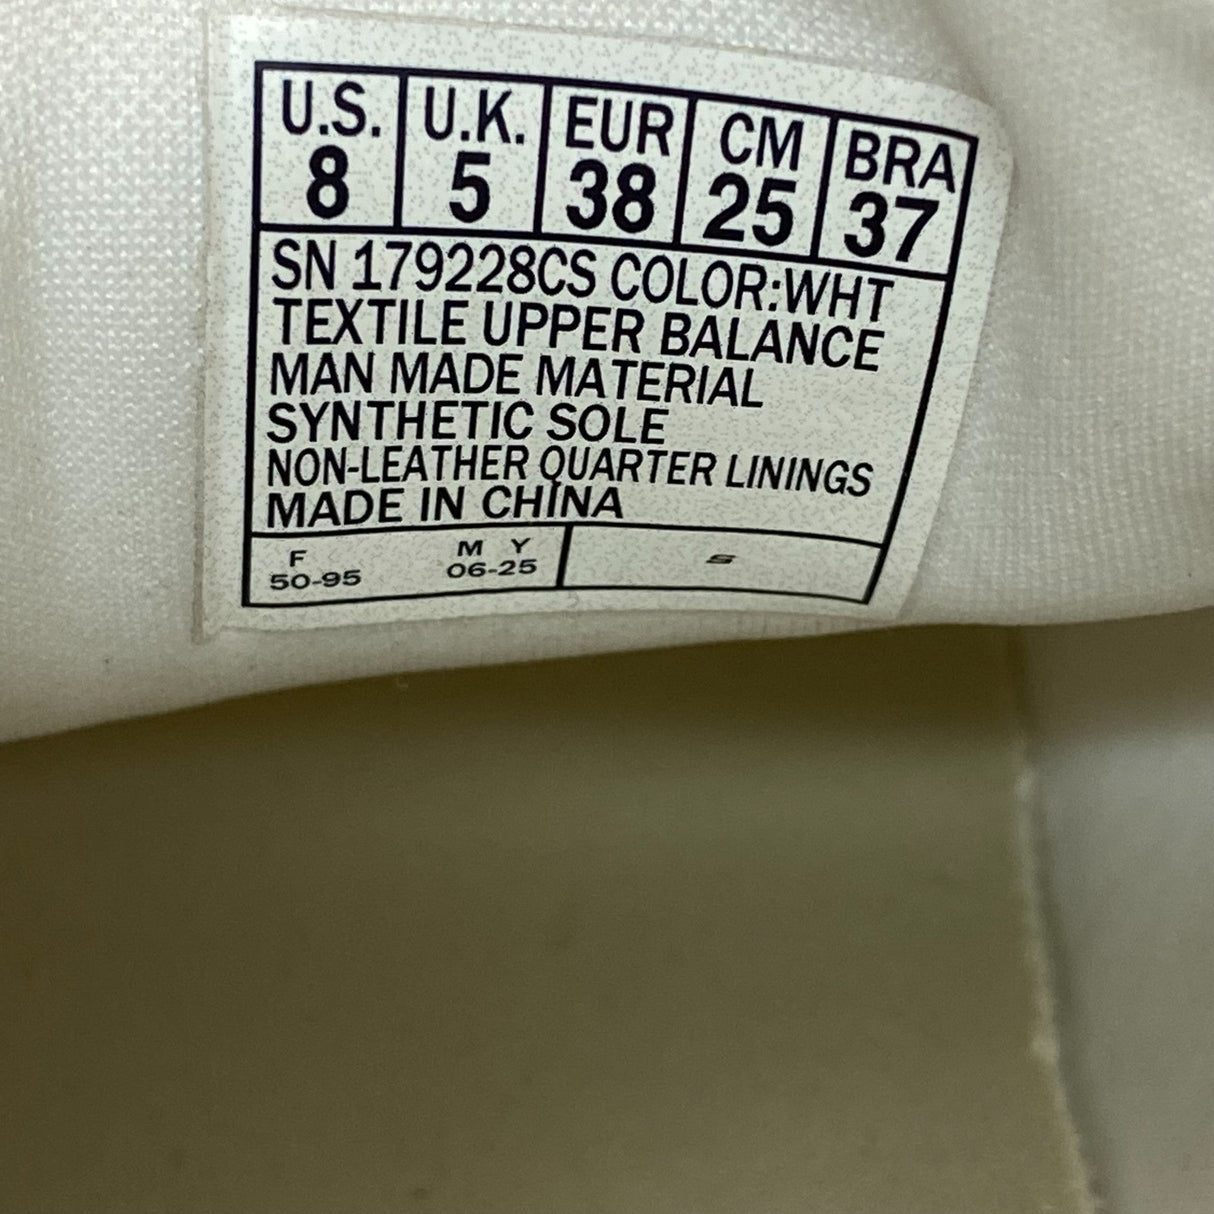 U.S. U.K. EUR CM BRA
8 5 38 25 37
SN 179228CS COLOR:WHT
TEXTILE UPPER BALANCE
MAN MADE MATERIAL
SYNTHETIC SOLE
NON-LEATHER QUARTER LININGS
MADE IN CHINA
F M Y
50-95 06-25
S